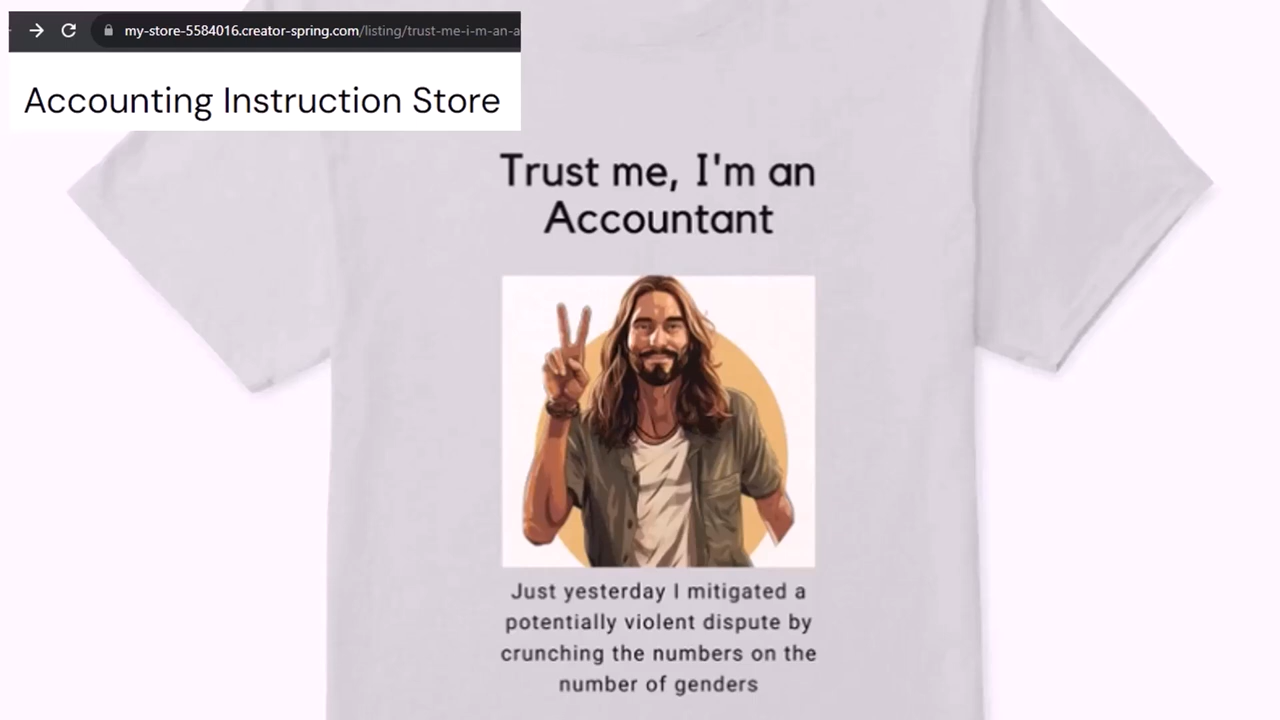 my-store-5584016.creator-spring.com/listing/trust-me-i-m-an-a
Accounting Instruction Store
Trust me, I'm an
Accountant
Just yesterday I mitigated a
potentially violent dispute by
crunching the numbers on the
number of genders